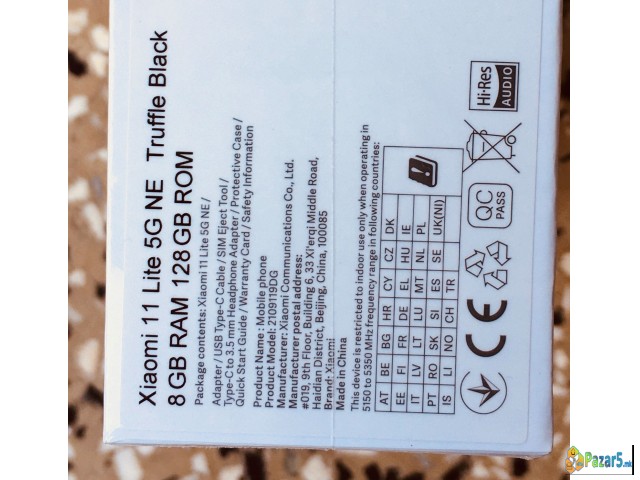 Xiaomi 11 Lite 5G NE Truffle Black
8GB RAM 128GB ROM
Package contents: Xiaomi 11 Lite 5G NE /
Adapter / USB Type-C Cable / SIM Eject Tool /
Type-C to 3.5 mm Headphone Adapter / Protective Case /
Quick Start Guide / Warranty Card / Safety Information
Product Name: Mobile phone
Product Model: 2109119DG
Manufacturer: Xiaomi Communications Co., Ltd.
Manufacturer postal address:
#019, 9th Floor, Building 6, 33 Xi'erqi Middle Road,
Haidian District, Beijing, China, 100085
Brand: Xiaomi
Made in China
This device is restricted to indoor use only when operating in
5150 to 5350 MHz frequency range in following countries:
AT BE BG HR CY CZ DK
EE FI FR DE EL HU IE
IT LV LT LU MT NL PL
PT RO SK SI ES SE UK(NI)
IS LI NO CH TR
CE
QC
PASS
Hi-Res
AUDIO
Pazar5.mk